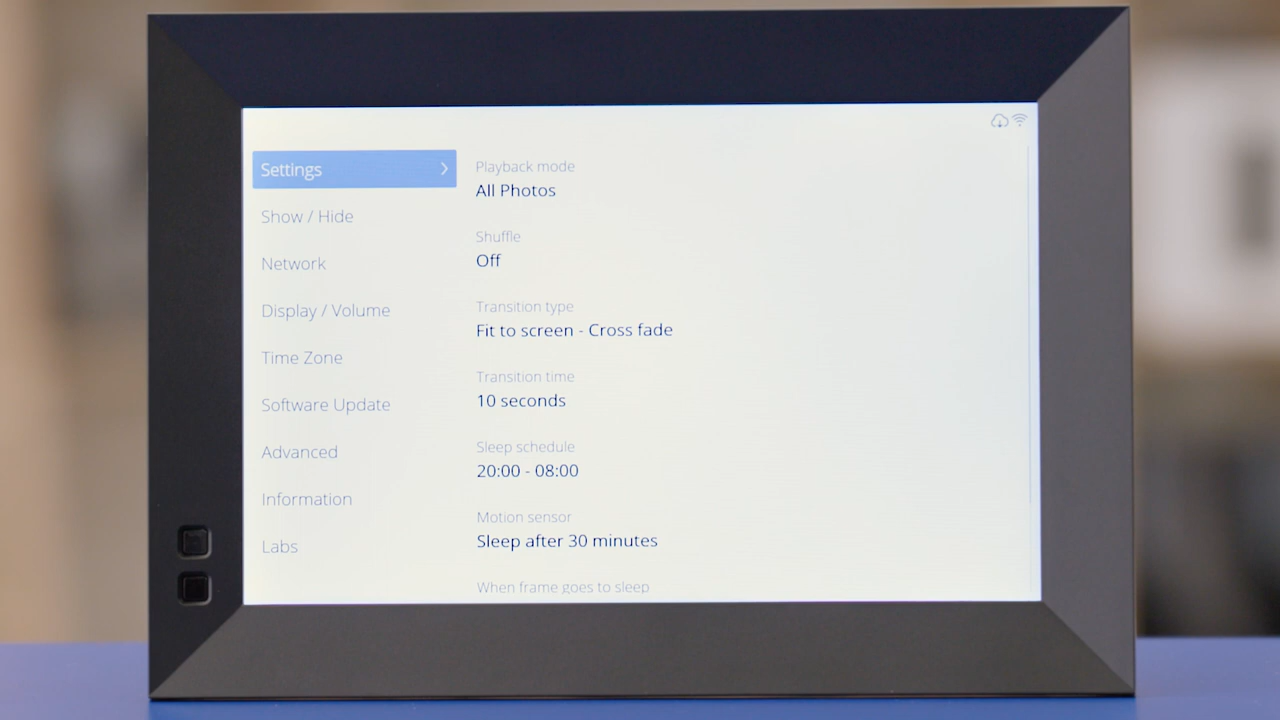 Settings
Show / Hide
Network
Display / Volume
Time Zone
Software Update
Advanced
Information
Labs
Playback mode
All Photos
Shuffle
Off
Transition type
Fit to screen - Cross fade
Transition time
10 seconds
Sleep schedule
20:00 - 08:00
Motion sensor
Sleep after 30 minutes
When frame goes to sleep